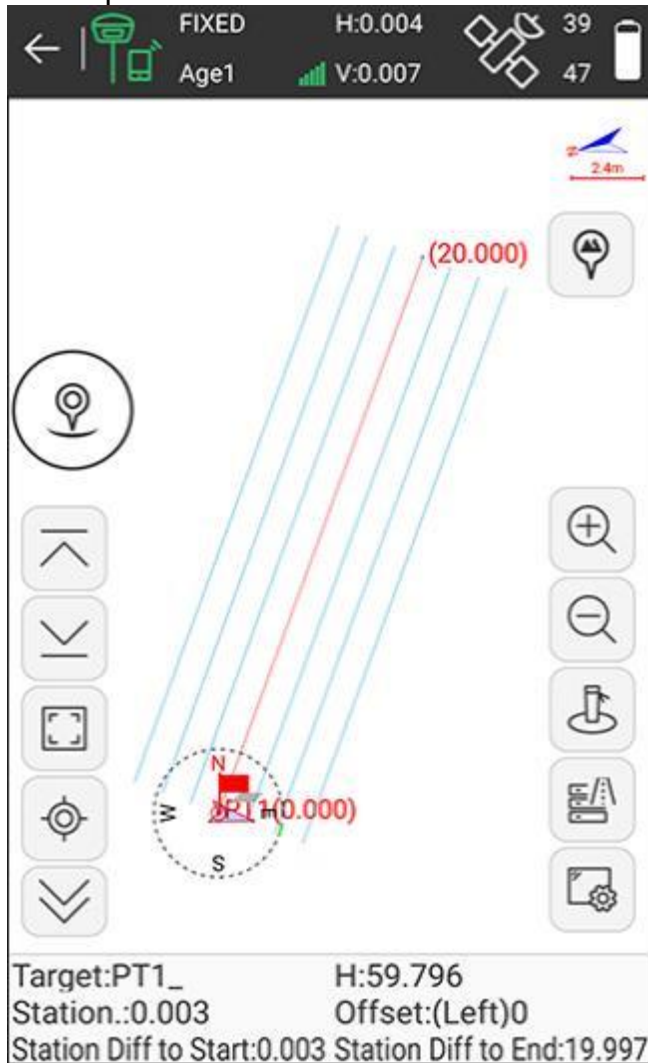 FIXED H:0.004 39
Age1 V:0.007 47
2.4m
(20.000)
N
W
PT1(0.000)
S
Target:PT1_ H:59.796
Station.:0.003 Offset:(Left)0
Station Diff to Start:0.003 Station Diff to End:19.997